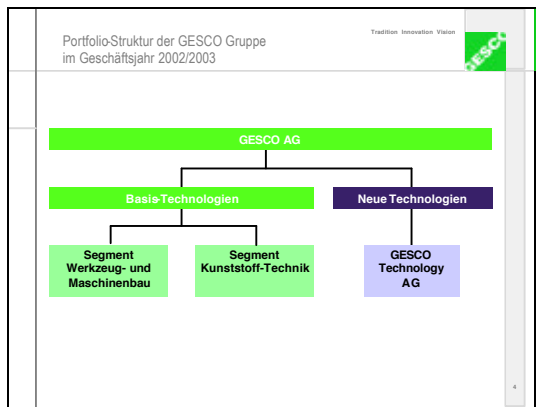 Portfolio-Struktur der GESCO Gruppe
im Geschäftsjahr 2002/2003
Tradition Innovation Vision
GESCO
GESCO AG
Basis-Technologien
Neue Technologien
Segment
Werkzeug- und
Maschinenbau
Segment
Kunststoff-Technik
GESCO
Technology
AG
4